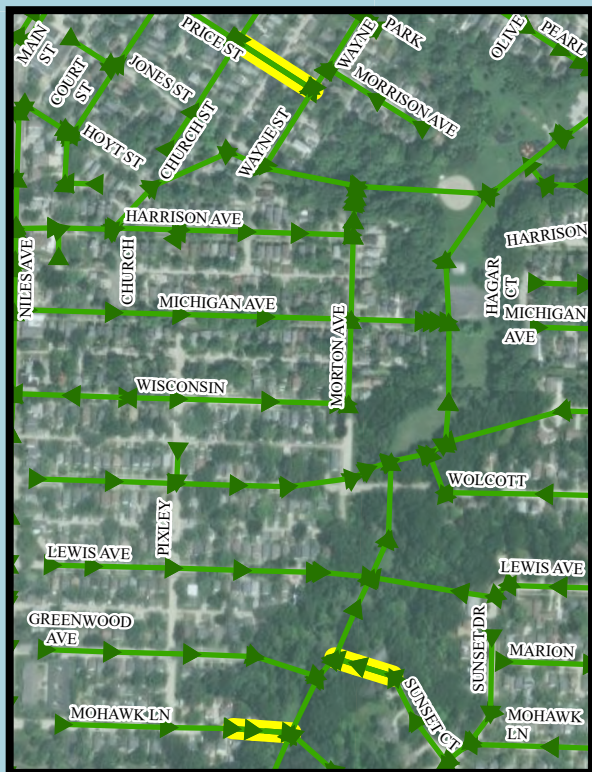 MAIN
ST
COURT
ST
JONES ST
PRICE ST
CHURCH ST
WAYNE
PARK
MORRISON AVE
OLIVE
PEARL
HOYT ST
WAYNE ST
HARRISON AVE
HARRISON
NILES AVE
CHURCH
MICHIGAN AVE
MORTON AVE
HAGAR
CT
MICHIGAN
AVE
WISCONSIN
WOLCOTT
PIXLEY
LEWIS AVE
LEWIS AVE
GREENWOOD
AVE
SUNSET DR
MARION
MOHAWK LN
SUNSET CT
MOHAWK
LN